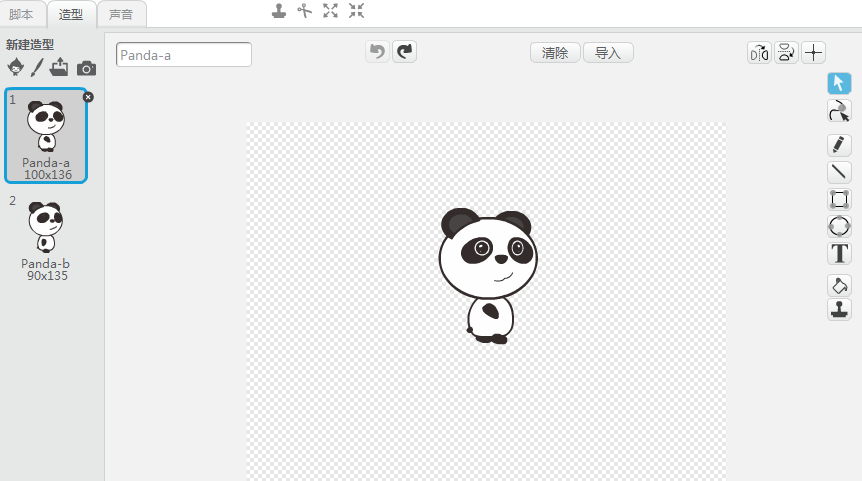 脚本 造型 声音
新建造型
Panda-a
清除 导入
1
Panda-a
100x136
2
Panda-b
90x135
T